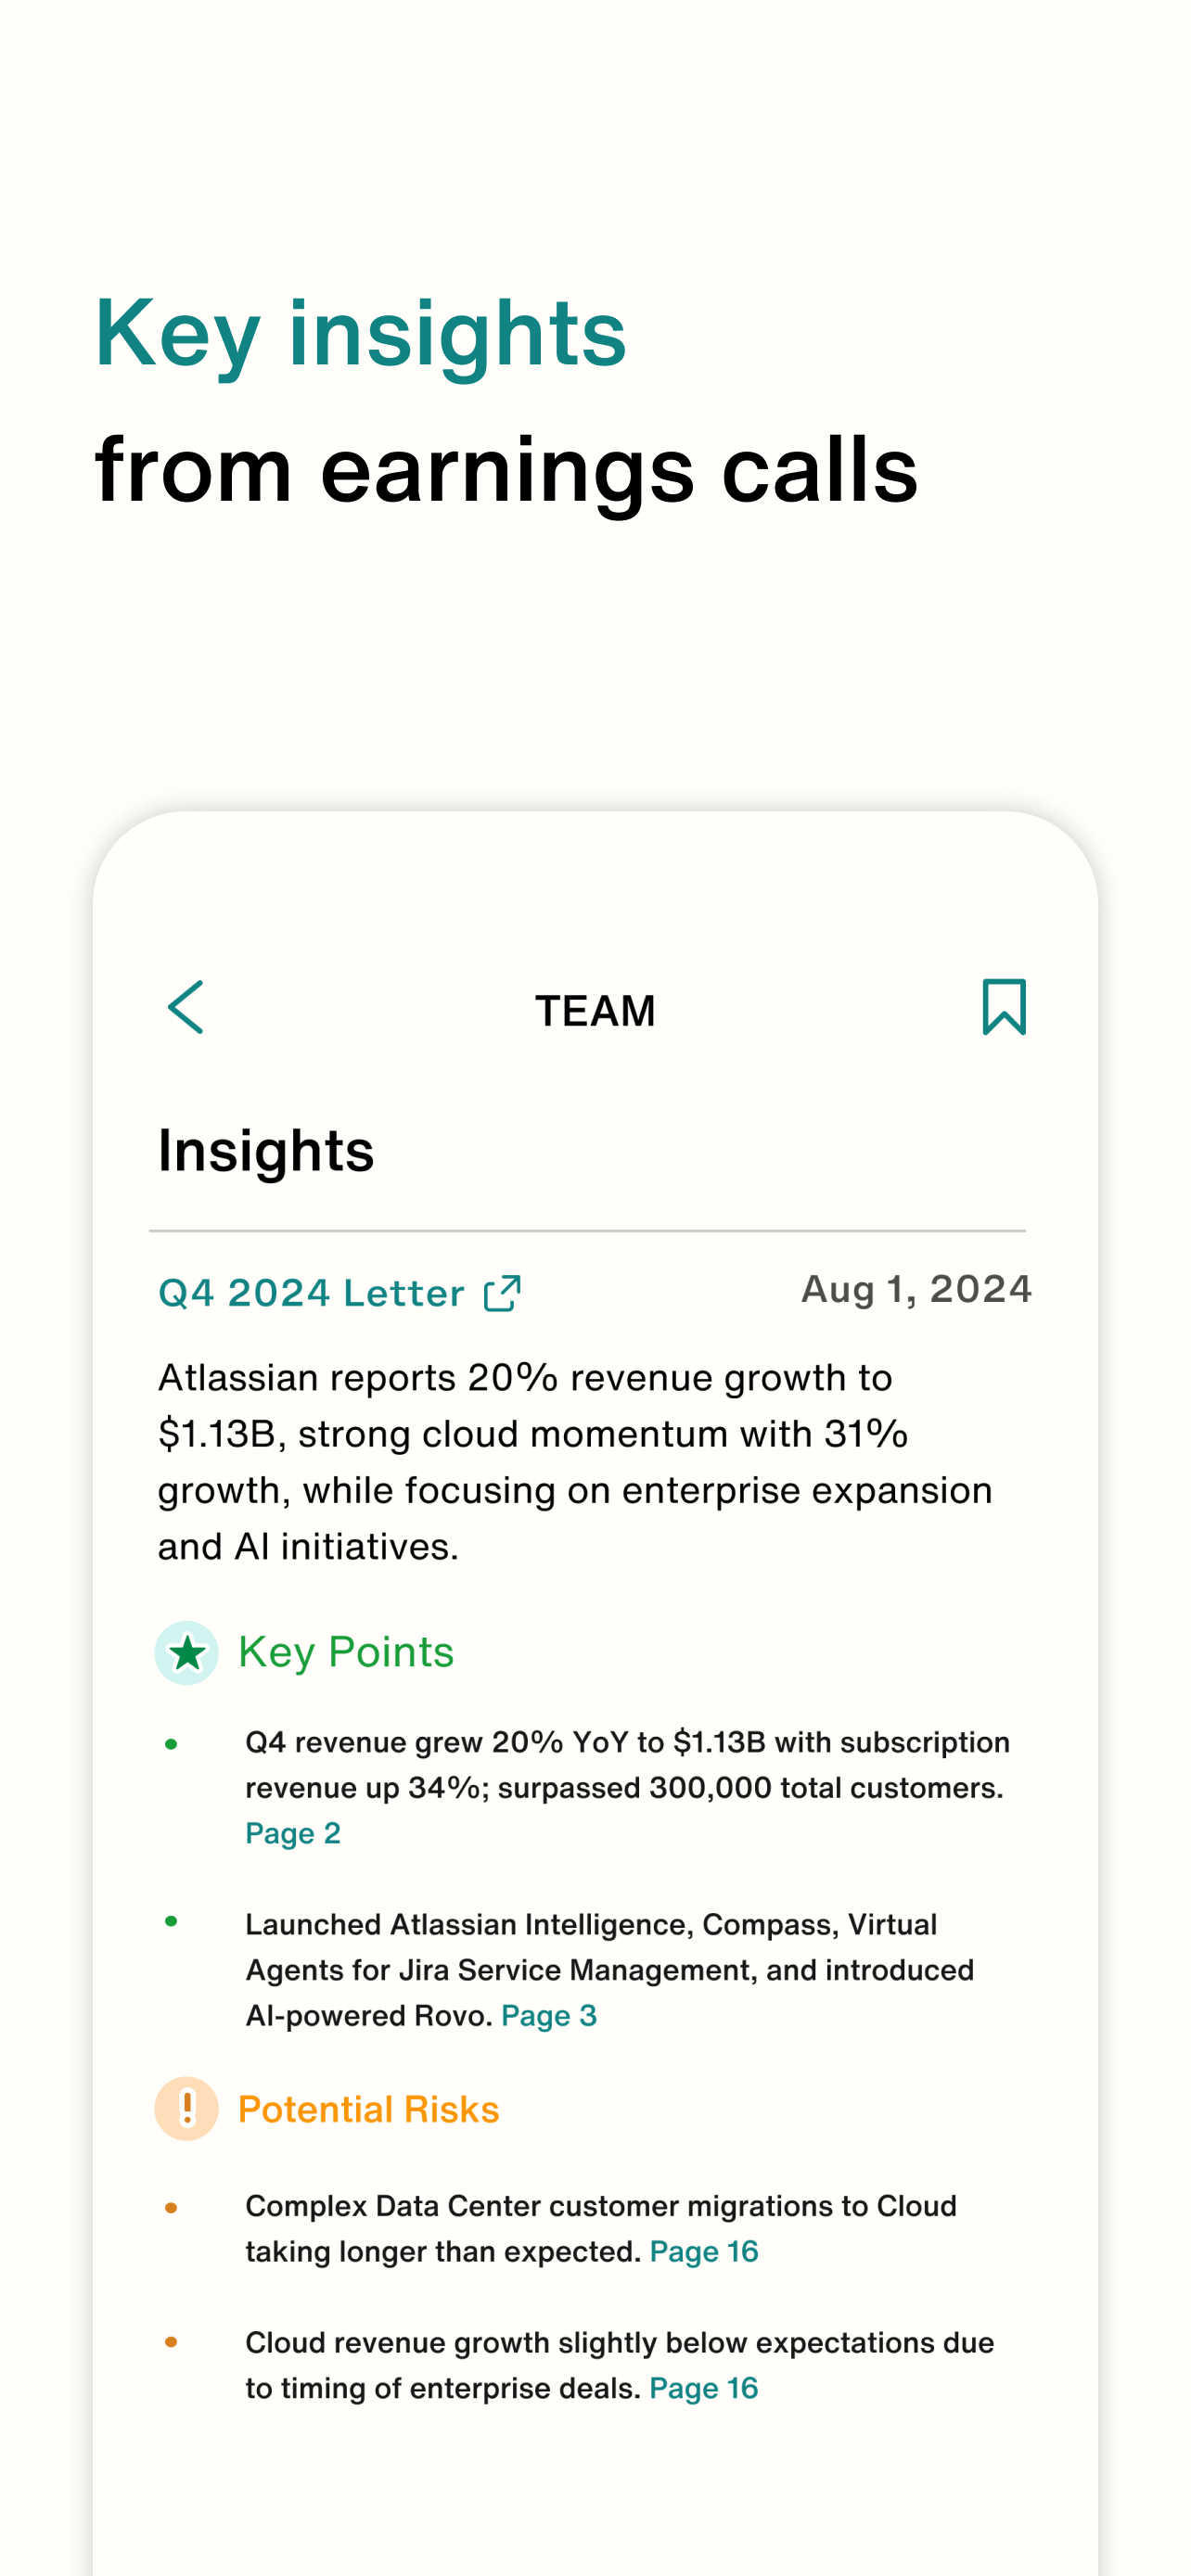 Key insights
from earnings calls
TEAM
Insights
Q4 2024 Letter
Aug 1, 2024
Atlassian reports 20% revenue growth to
$1.13B, strong cloud momentum with 31%
growth, while focusing on enterprise expansion
and AI initiatives.
Key Points
Q4 revenue grew 20% YoY to $1.13B with subscription
revenue up 34%; surpassed 300,000 total customers.
Page 2
Launched Atlassian Intelligence, Compass, Virtual
Agents for Jira Service Management, and introduced
AI-powered Rovo. Page 3
Potential Risks
Complex Data Center customer migrations to Cloud
taking longer than expected. Page 16
Cloud revenue growth slightly below expectations due
to timing of enterprise deals. Page 16